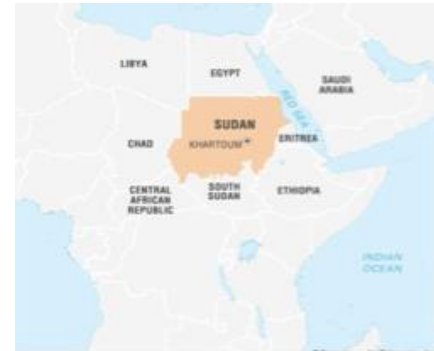 LIBYA
EGYPT
SAUDI
ARABIA
RED SEA
SUDAN
KHARTOUM
ERITREA
CHAD
CENTRAL
AFRICAN
REPUBLIC
SOUTH
SUDAN
ETHIOPIA
INDIAN
OCEAN